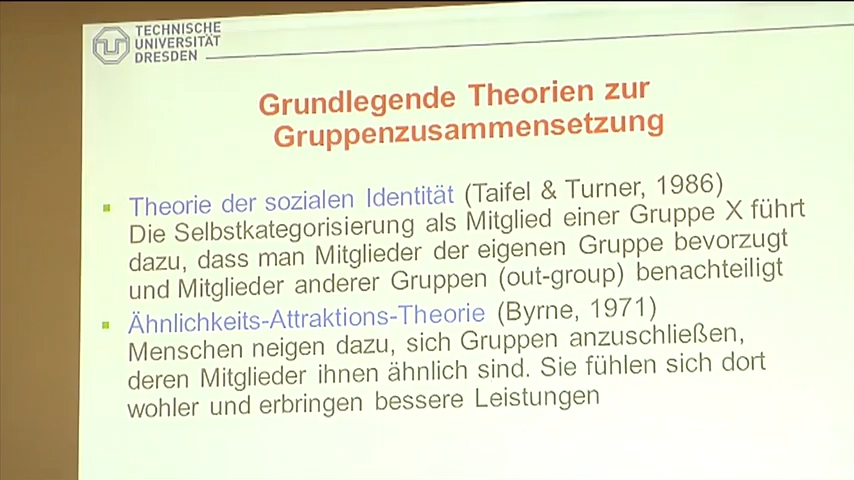 TECHNISCHE
UNIVERSITÄT
DRESDEN
Grundlegende Theorien zur
Gruppenzusammensetzung
Theorie der sozialen Identität (Taifel & Turner, 1986)
Die Selbstkategorisierung als Mitglied einer Gruppe X führt
dazu, dass man Mitglieder der eigenen Gruppe bevorzugt
und Mitglieder anderer Gruppen (out-group) benachteiligt
Ähnlichkeits-Attraktions-Theorie (Byrne, 1971)
Menschen neigen dazu, sich Gruppen anzuschließen,
deren Mitglieder ihnen ähnlich sind. Sie fühlen sich dort
wohler und erbringen bessere Leistungen